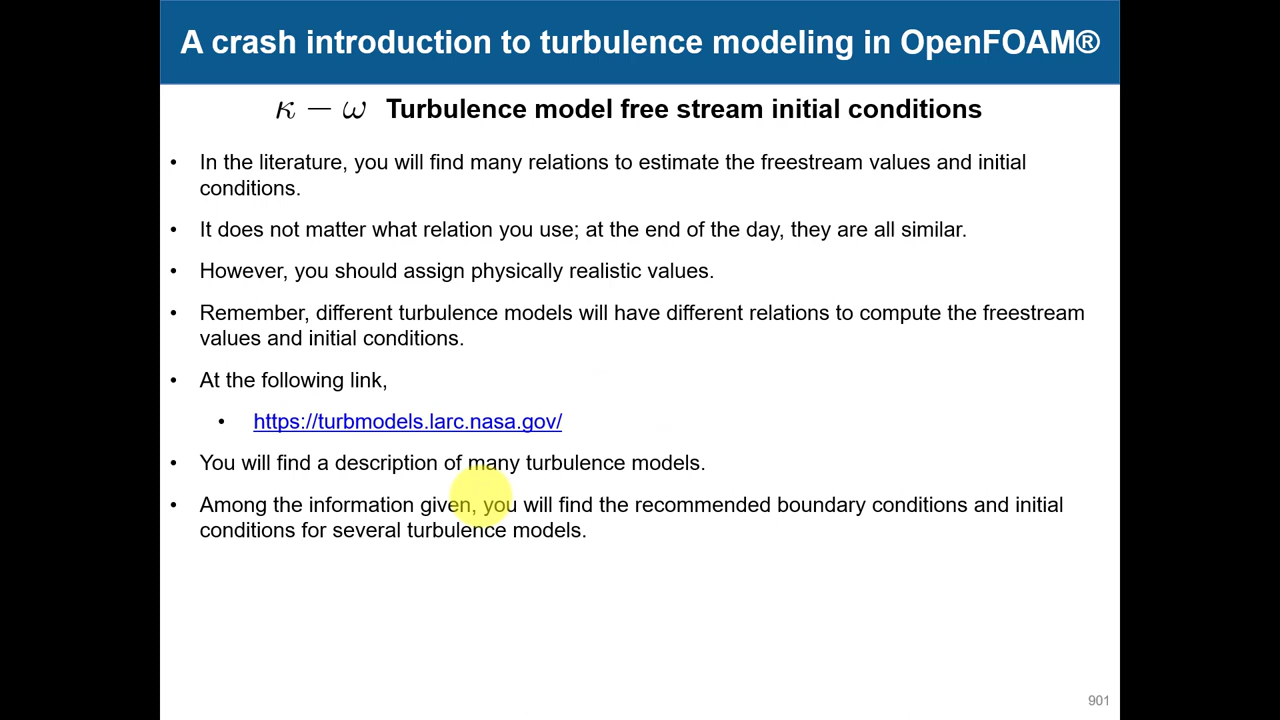 A crash introduction to turbulence modeling in OpenFOAM®
κ − ω Turbulence model free stream initial conditions
• In the literature, you will find many relations to estimate the freestream values and initial
conditions.
• It does not matter what relation you use; at the end of the day, they are all similar.
• However, you should assign physically realistic values.
• Remember, different turbulence models will have different relations to compute the freestream
values and initial conditions.
• At the following link,
• https://turbmodels.larc.nasa.gov/
• You will find a description of many turbulence models.
• Among the information given, you will find the recommended boundary conditions and initial
conditions for several turbulence models.
901